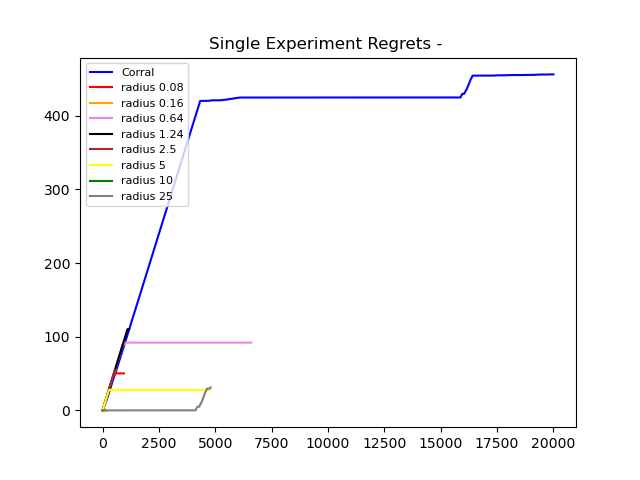 Single Experiment Regrets -
Corral
radius 0.08
radius 0.16
radius 0.64
radius 1.24
radius 2.5
radius 5
radius 10
radius 25
400
300
200
100
0
0 2500 5000 7500 10000 12500 15000 17500 20000